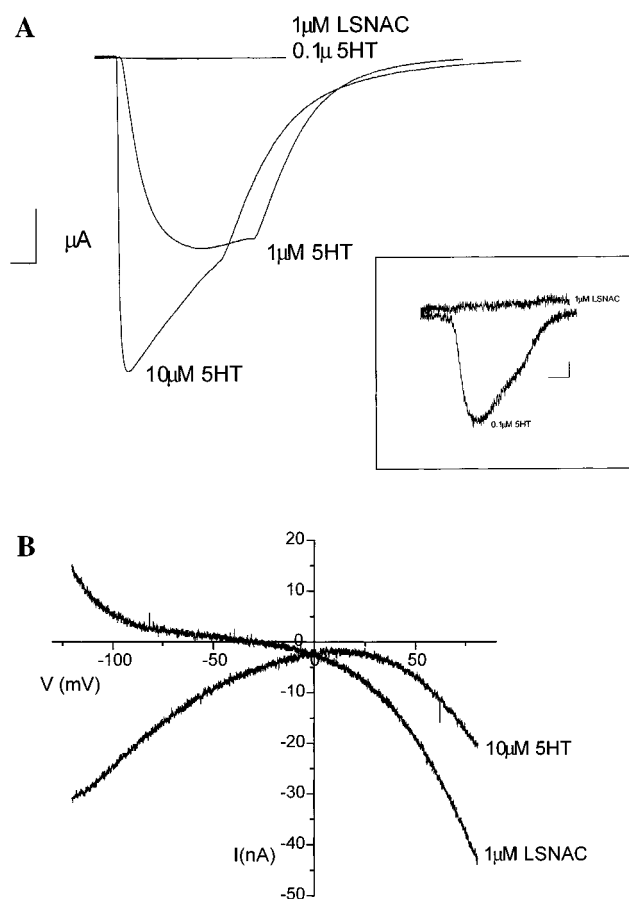 A
1μM LSNAC
0.1μ 5HT
μA
1μM 5HT
10μM 5HT
1μM LSNAC
0.1μM 5HT
B
20
10
0
-100
-50
0
50
V (mV)
-10
10μM 5HT
-20
-30
-40
I(nA)
1μM LSNAC
-50